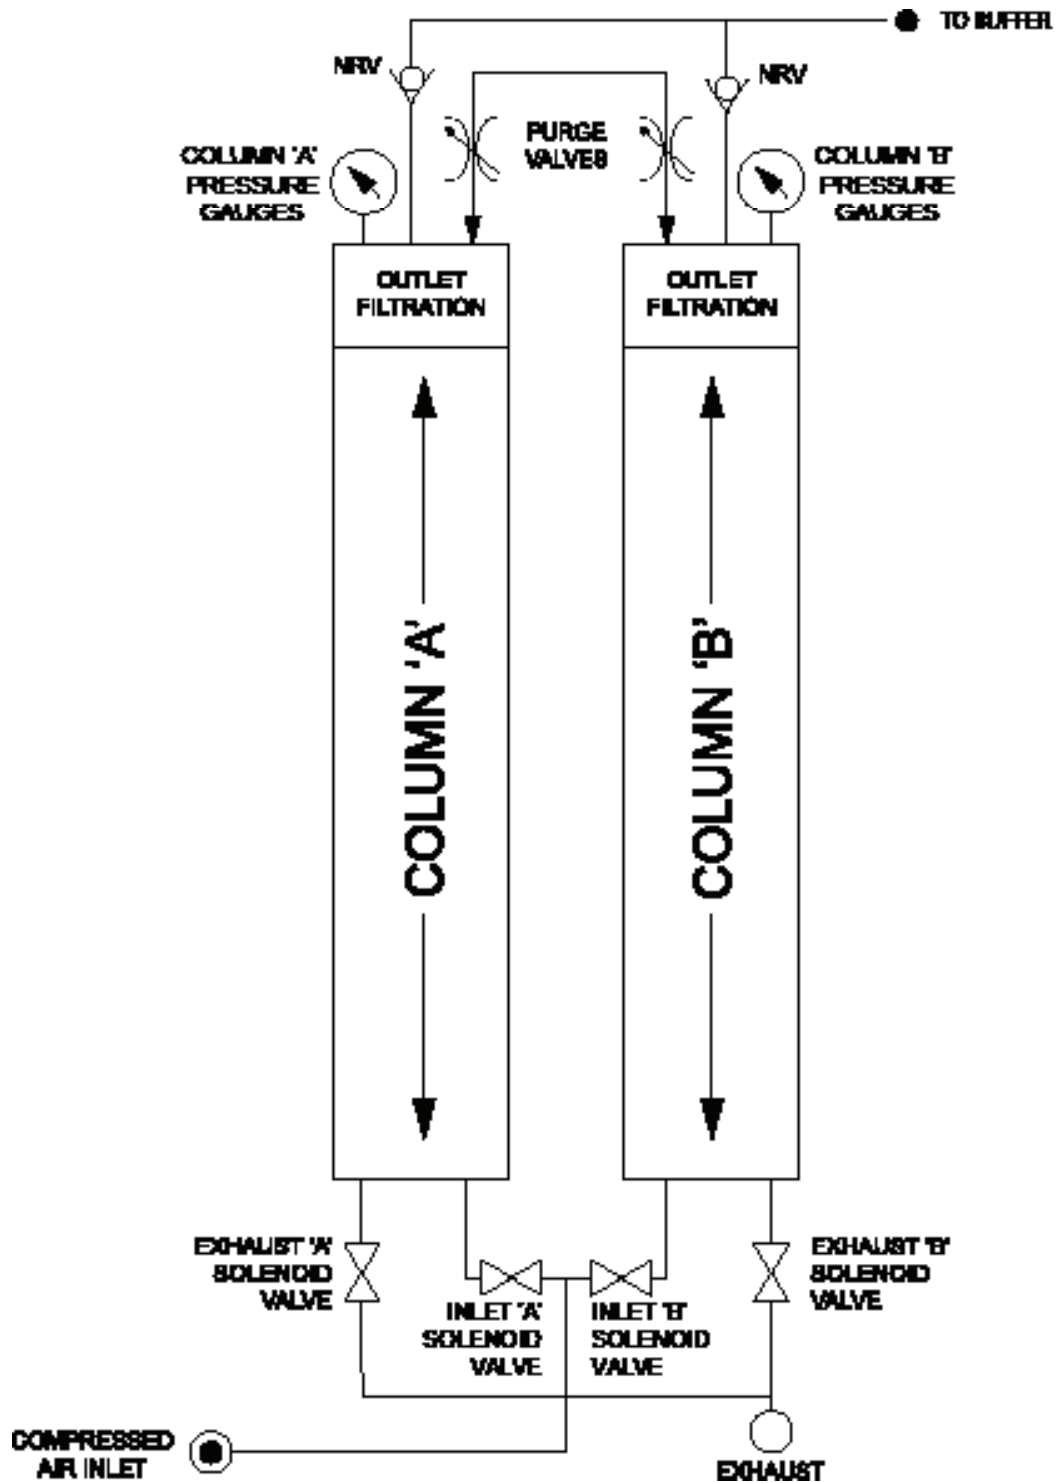 TO BUFFER
NRV
NRV
PURGE
VALVES
COLUMN 'A'
PRESSURE
GAUGES
COLUMN 'B'
PRESSURE
GAUGES
OUTLET
FILTRATION
OUTLET
FILTRATION
COLUMN 'A'
COLUMN 'B'
EXHAUST 'A'
SOLENOID
VALVE
INLET 'A'
SOLENOID
VALVE
INLET 'B'
SOLENOID
VALVE
EXHAUST 'B'
SOLENOID
VALVE
COMPRESSED
AIR INLET
EXHAUST